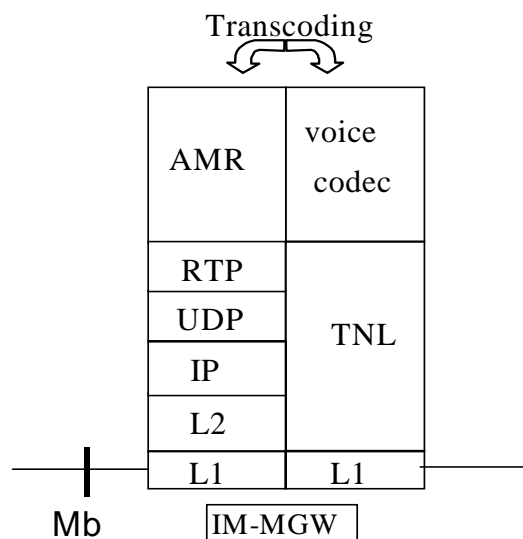 Transcoding
AMR
voice
codec
RTP
UDP
TNL
IP
L2
L1
L1
Mb
IM-MGW